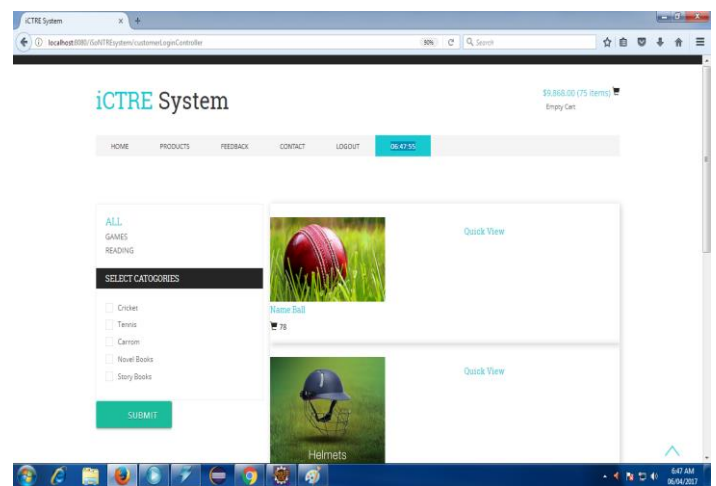 iCTRE System
localhost:8080/GoNTREsystem/customerLoginController
90%
Search
iCTRE System
$9,868.00 (75 items)
Empty Cart
HOME PRODUCTS FEEDBACK CONTACT LOGOUT 06:47:55
ALL
GAMES
READING
SELECT CATOGORIES
Cricket
Tennis
Carrom
Novel Books
Story Books
SUBMIT
Quick View
Name:Ball
78
Quick View
Helmets
6:47 AM
06/04/2017